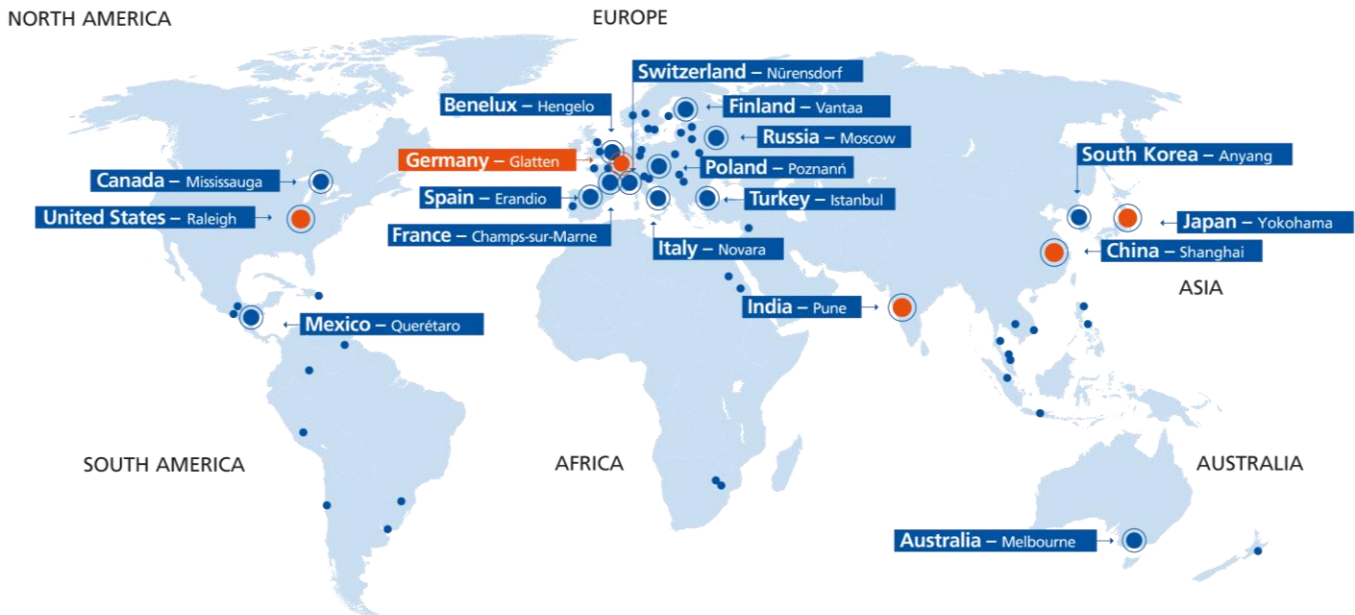 NORTH AMERICA
EUROPE
Switzerland – Nürensdorf
Benelux – Hengelo
Finland – Vantaa
Russia – Moscow
Germany – Glatten
South Korea – Anyang
Poland – Poznanń
Canada – Mississauga
Spain – Erandio
Turkey – Istanbul
United States – Raleigh
Japan – Yokohama
France – Champs-sur-Marne
Italy – Novara
China – Shanghai
ASIA
India – Pune
Mexico – Querétaro
SOUTH AMERICA
AFRICA
AUSTRALIA
Australia – Melbourne